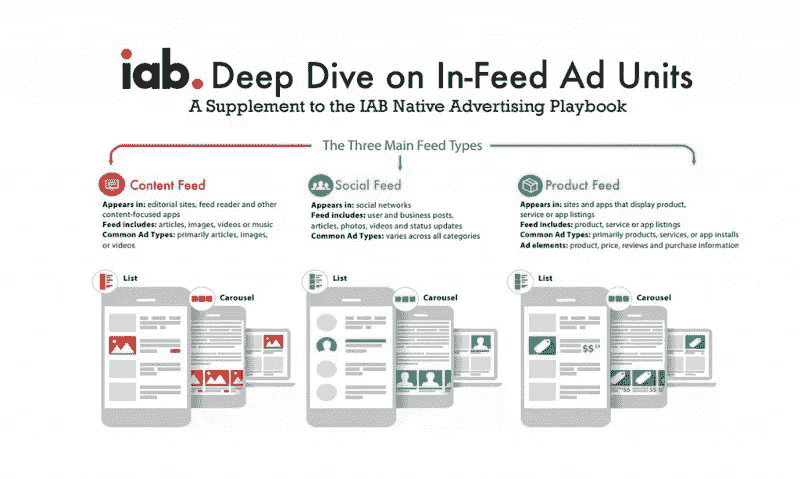 iab. Deep Dive on In-Feed Ad Units
A Supplement to the IAB Native Advertising Playbook
The Three Main Feed Types
Content Feed
Appears in: editorial sites, feed reader and other
content-focused apps
Feed includes: articles, images, videos or music
Common Ad Types: primarily articles, images,
or videos
Social Feed
Appears in: social networks
Feed includes: user and business posts,
articles, photos, videos and status updates
Common Ad Types: varies across all categories
Product Feed
Appears in: sites and apps that display product,
service or app listings
Feed includes: product, service or app listings
Common Ad Types: primarily products, services, or app installs
Ad elements: product, price, reviews and purchase information
List
Carousel
List
Carousel
List
Carousel
$$